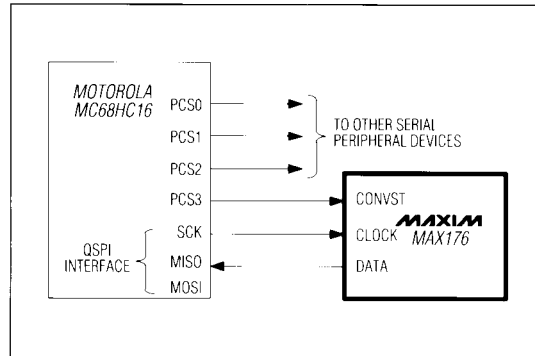 MOTOROLA
MC68HC16
PCS0
PCS1
PCS2
TO OTHER SERIAL
PERIPHERAL DEVICES
PCS3
CONVST
SCK
CLOCK
MAXIM
MAX176
QSPI
INTERFACE
MISO
DATA
MOSI